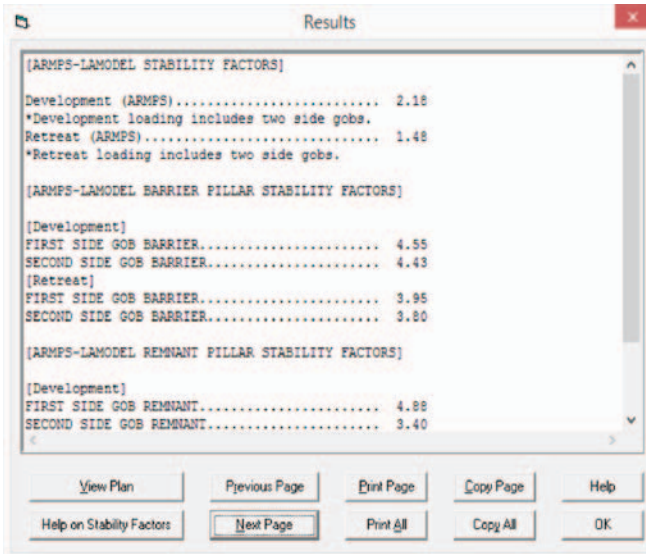 Results
[ARMPS-LAMODEL STABILITY FACTORS]
Development (ARMPS)........................... 2.18
*Development loading includes two side gobs.
Retreat (ARMPS)............................... 1.48
*Retreat loading includes two side gobs.
[ARMPS-LAMODEL BARRIER PILLAR STABILITY FACTORS]
[Development]
FIRST SIDE GOB BARRIER........................ 4.55
SECOND SIDE GOB BARRIER....................... 4.43
[Retreat]
FIRST SIDE GOB BARRIER........................ 3.95
SECOND SIDE GOB BARRIER....................... 3.80
[ARMPS-LAMODEL REMNANT PILLAR STABILITY FACTORS]
[Development]
FIRST SIDE GOB REMNANT........................ 4.88
SECOND SIDE GOB REMNANT....................... 3.40
View Plan Previous Page Print Page Copy Page Help
Help on Stability Factors Next Page Print All Copy All OK